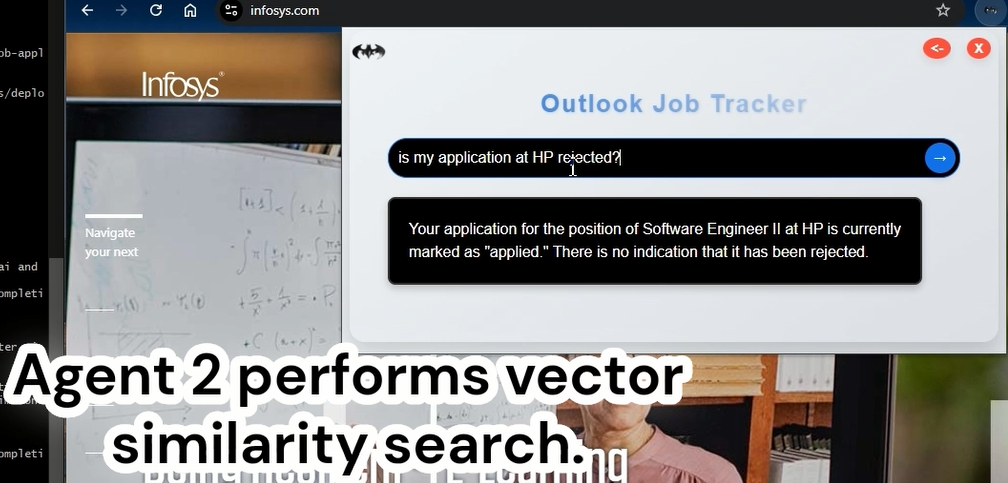 infosys.com
ob-appl
s/deplo
Infosys
<-
X
Outlook Job Tracker
is my application at HP rejected?
→
Your application for the position of Software Engineer II at HP is currently
marked as "applied." There is no indication that it has been rejected.
Navigate
your next
ai and
ompleti
Agent 2 performs vector
similarity search.
ompleti